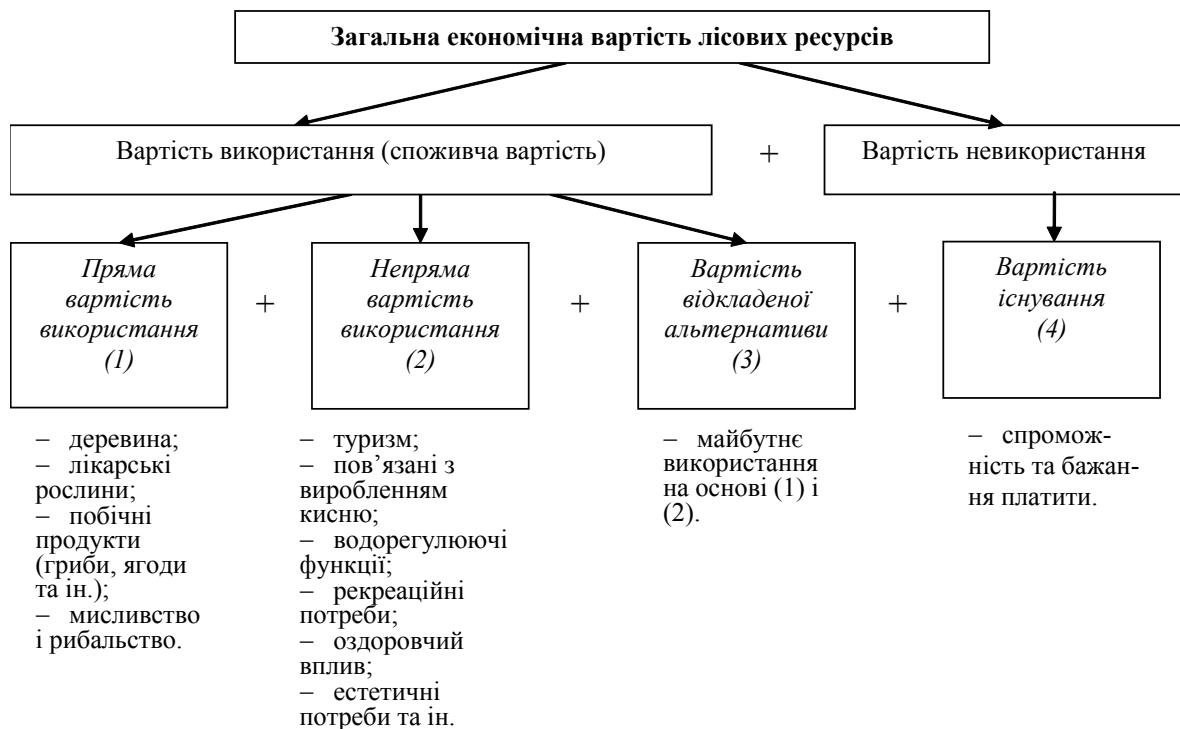 Загальна економічна вартість лісових ресурсів
Вартість використання (споживча вартість)
+
Вартість невикористання
Пряма
вартість
використання
(1)
+
Непряма
вартість
використання
(2)
+
Вартість
відкладеної
альтернативи
(3)
+
Вартість
існування
(4)
– деревина;
– лікарські
рослини;
– побічні
продукти
(гриби, ягоди
та ін.);
– мисливство
і рибальство.
– туризм;
– пов’язані з
виробленням
кисню;
– водорегулюючі
функції;
– рекреаційні
потреби;
– оздоровчий
вплив;
– естетичні
потреби та ін.
– майбутнє
використання
на основі (1) і
(2).
– спромож-
ність та бажан-
ня платити.